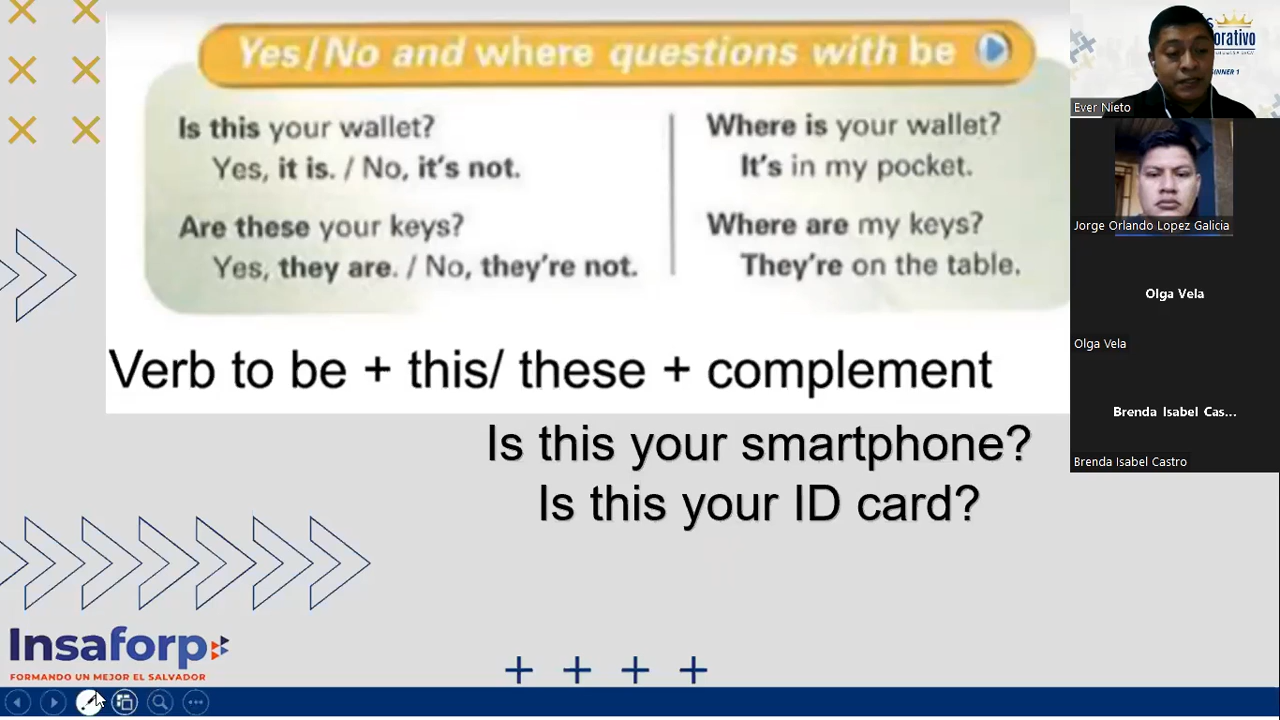 Yes/No and where questions with be
Is this your wallet?
Yes, it is. / No, it's not.
Are these your keys?
Yes, they are. / No, they're not.
Where is your wallet?
It's in my pocket.
Where are my keys?
They're on the table.
Verb to be + this/ these + complement
Is this your smartphone?
Is this your ID card?
Insaforp
FORMANDO UN MEJOR EL SALVADOR
orativo
Ever Nieto
Jorge Orlando Lopez Galicia
Olga Vela
Olga Vela
Brenda Isabel Cas...
Brenda Isabel Castro